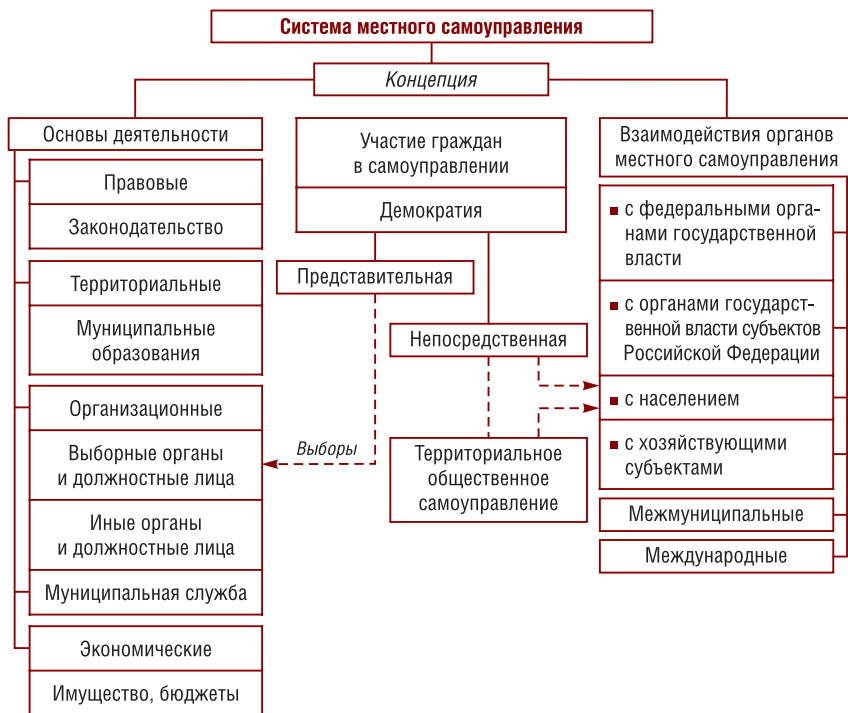 Система местного самоуправления
Концепция
Основы деятельности
Правовые
Законодательство
Территориальные
Муниципальные
образования
Организационные
Выборные органы
и должностные лица
Иные органы
и должностные лица
Муниципальная служба
Экономические
Имущество, бюджеты
Участие граждан
в самоуправлении
Демократия
Представительная
Непосредственная
Выборы
Территориальное
общественное
самоуправление
Взаимодействия органов
местного самоуправления
с федеральными орга-
нами государственной
власти
с органами государст-
венной власти субъектов
Российской Федерации
с населением
с хозяйствующими
субъектами
Межмуниципальные
Международные